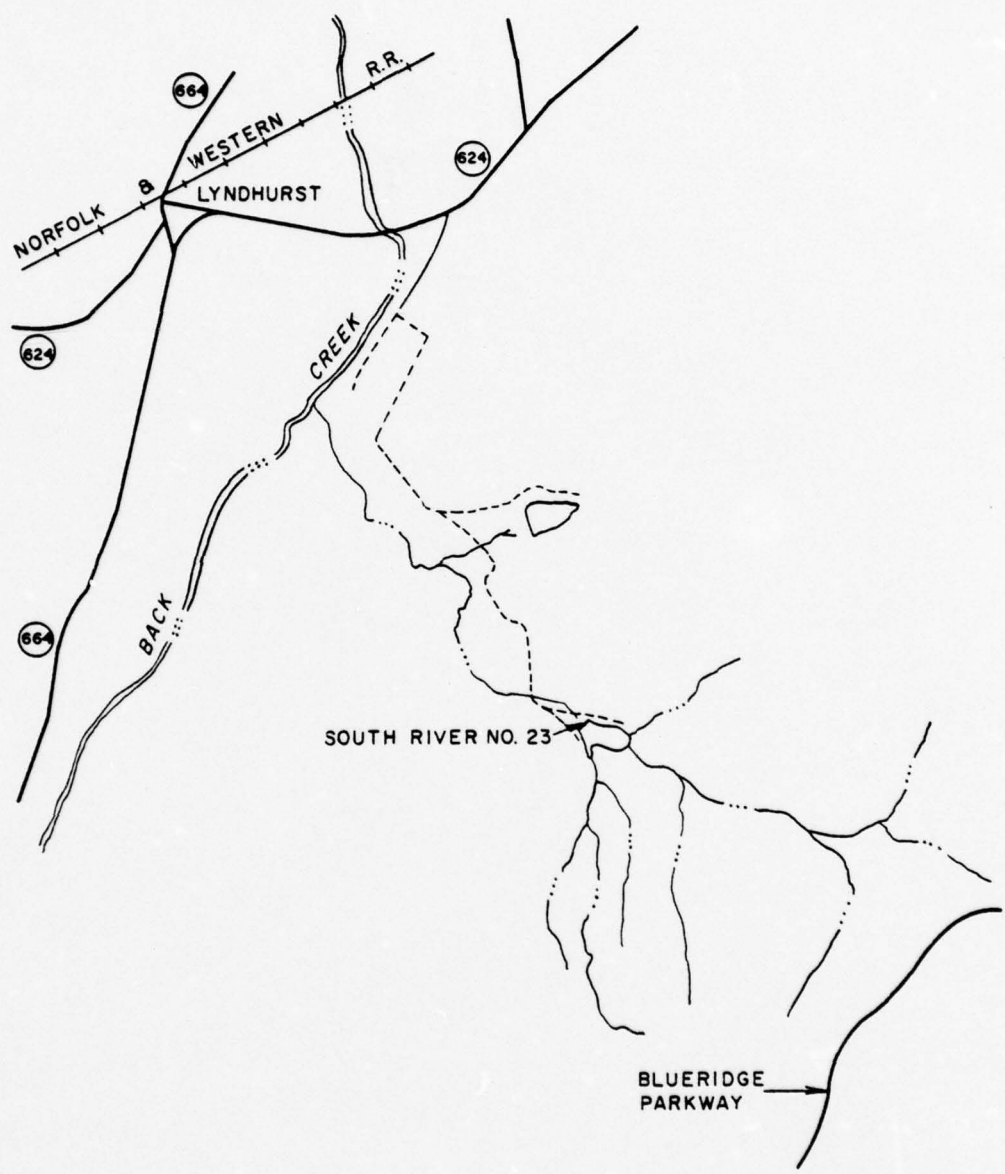 664
NORFOLK & WESTERN R.R.
624
LYNDHURST
624
CREEK
BACK
664
SOUTH RIVER NO. 23
BLUERIDGE
PARKWAY